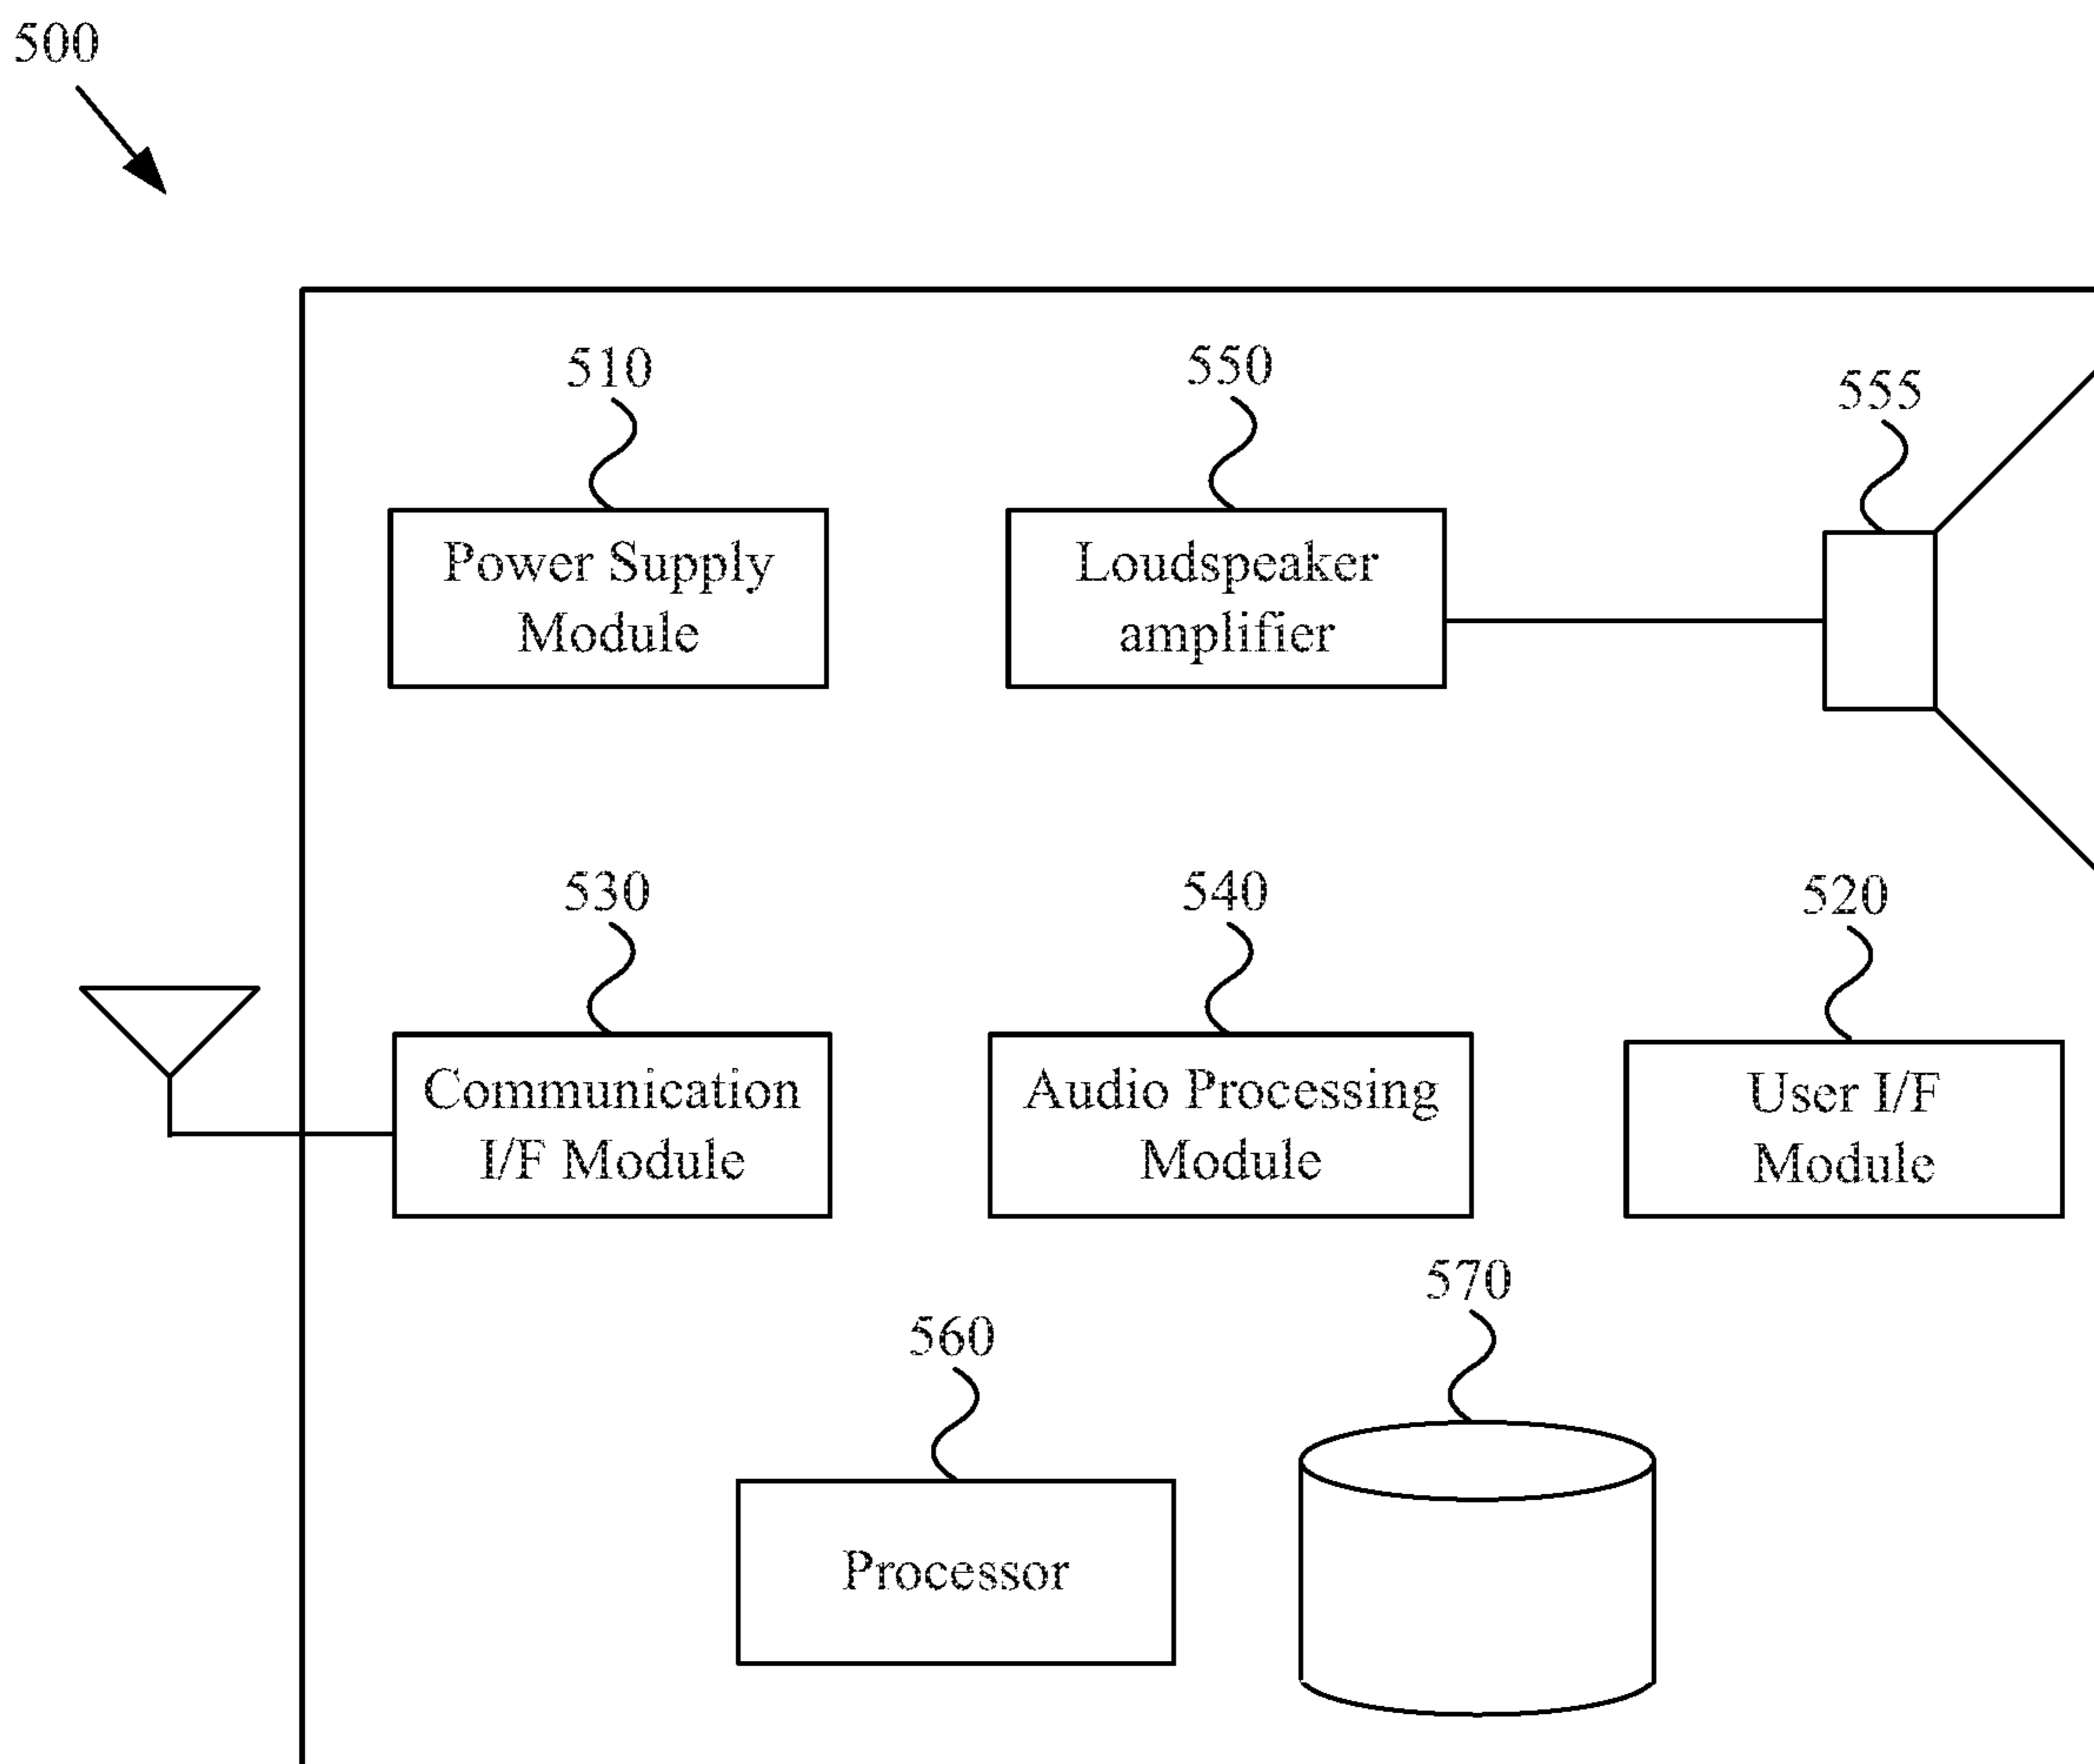 500
510
550
555
Power Supply
Module
Loudspeaker
amplifier
530
540
520
Communication
I/F Module
Audio Processing
Module
User I/F
Module
560
570
Processor